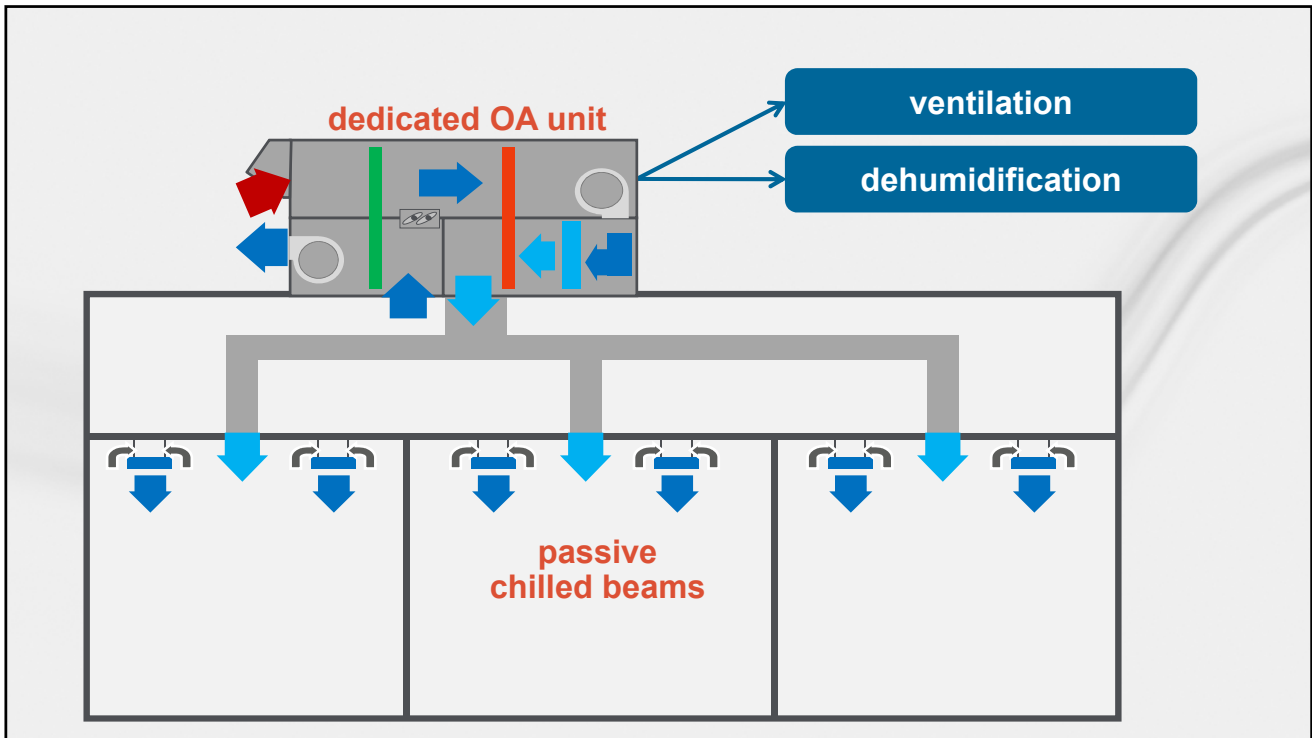 dedicated OA unit
ventilation
dehumidification
passive
chilled beams